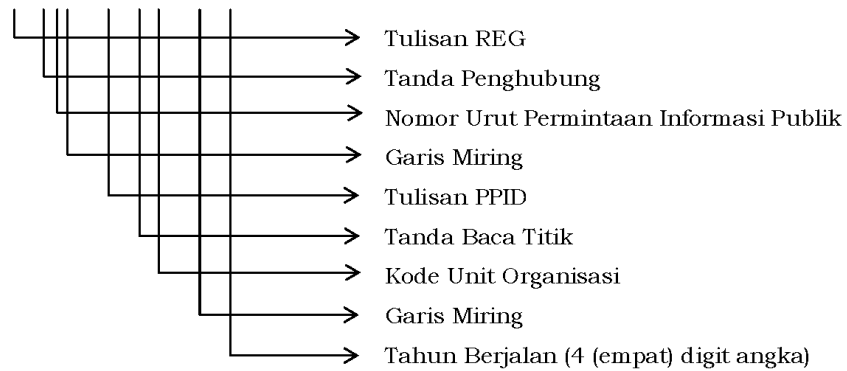 Tulisan REG
Tanda Penghubung
Nomor Urut Permintaan Informasi Publik
Garis Miring
Tulisan PPID
Tanda Baca Titik
Kode Unit Organisasi
Garis Miring
Tahun Berjalan (4 (empat) digit angka)